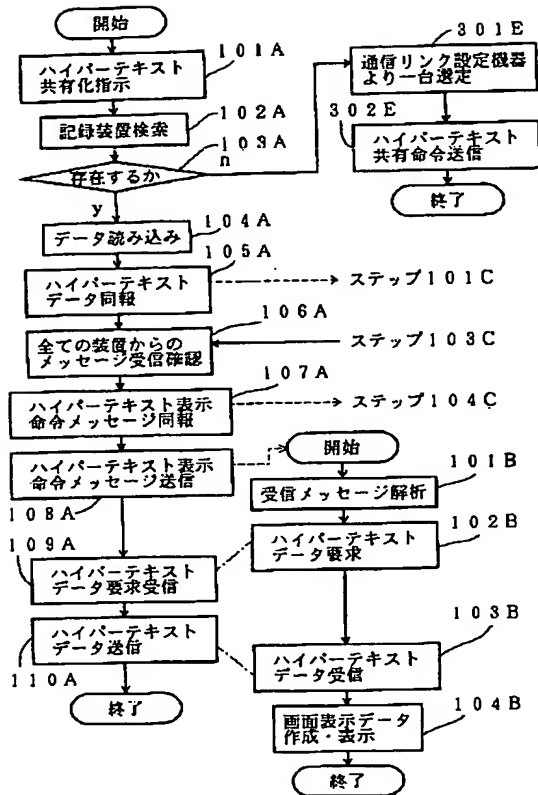 開始
101A
ハイパーテキスト
共有化指示
102A
記録装置検索
103A
n
存在するか
y
104A
データ読み込み
105A
ハイパーテキスト
データ同報
ステップ101C
106A
全ての装置からの
メッセージ受信確認
ステップ103C
107A
ハイパーテキスト表示
命令メッセージ同報
ステップ104C
ハイパーテキスト表示
命令メッセージ送信
108A
109A
ハイパーテキスト
データ要求受信
ハイパーテキスト
データ送信
110A
終了
301E
通信リンク設定機器
より一台選定
302E
ハイパーテキスト
共有命令送信
終了
開始
101B
受信メッセージ解析
102B
ハイパーテキスト
データ要求
103B
ハイパーテキスト
データ受信
104B
画面表示データ
作成・表示
終了